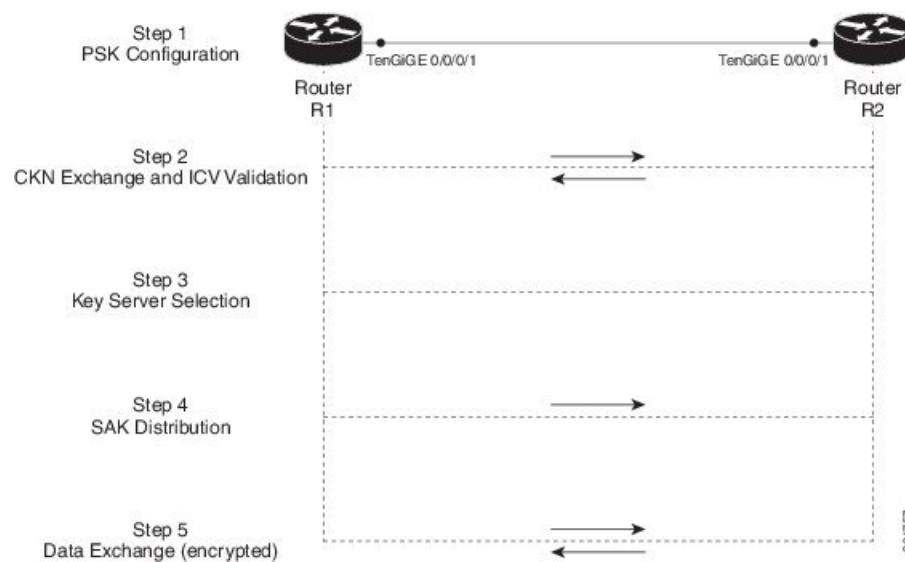 Step 1
PSK Configuration
TenGiGE 0/0/0/1
TenGiGE 0/0/0/1
Router
R1
Router
R2
Step 2
CKN Exchange and ICV Validation
Step 3
Key Server Selection
Step 4
SAK Distribution
Step 5
Data Exchange (encrypted)